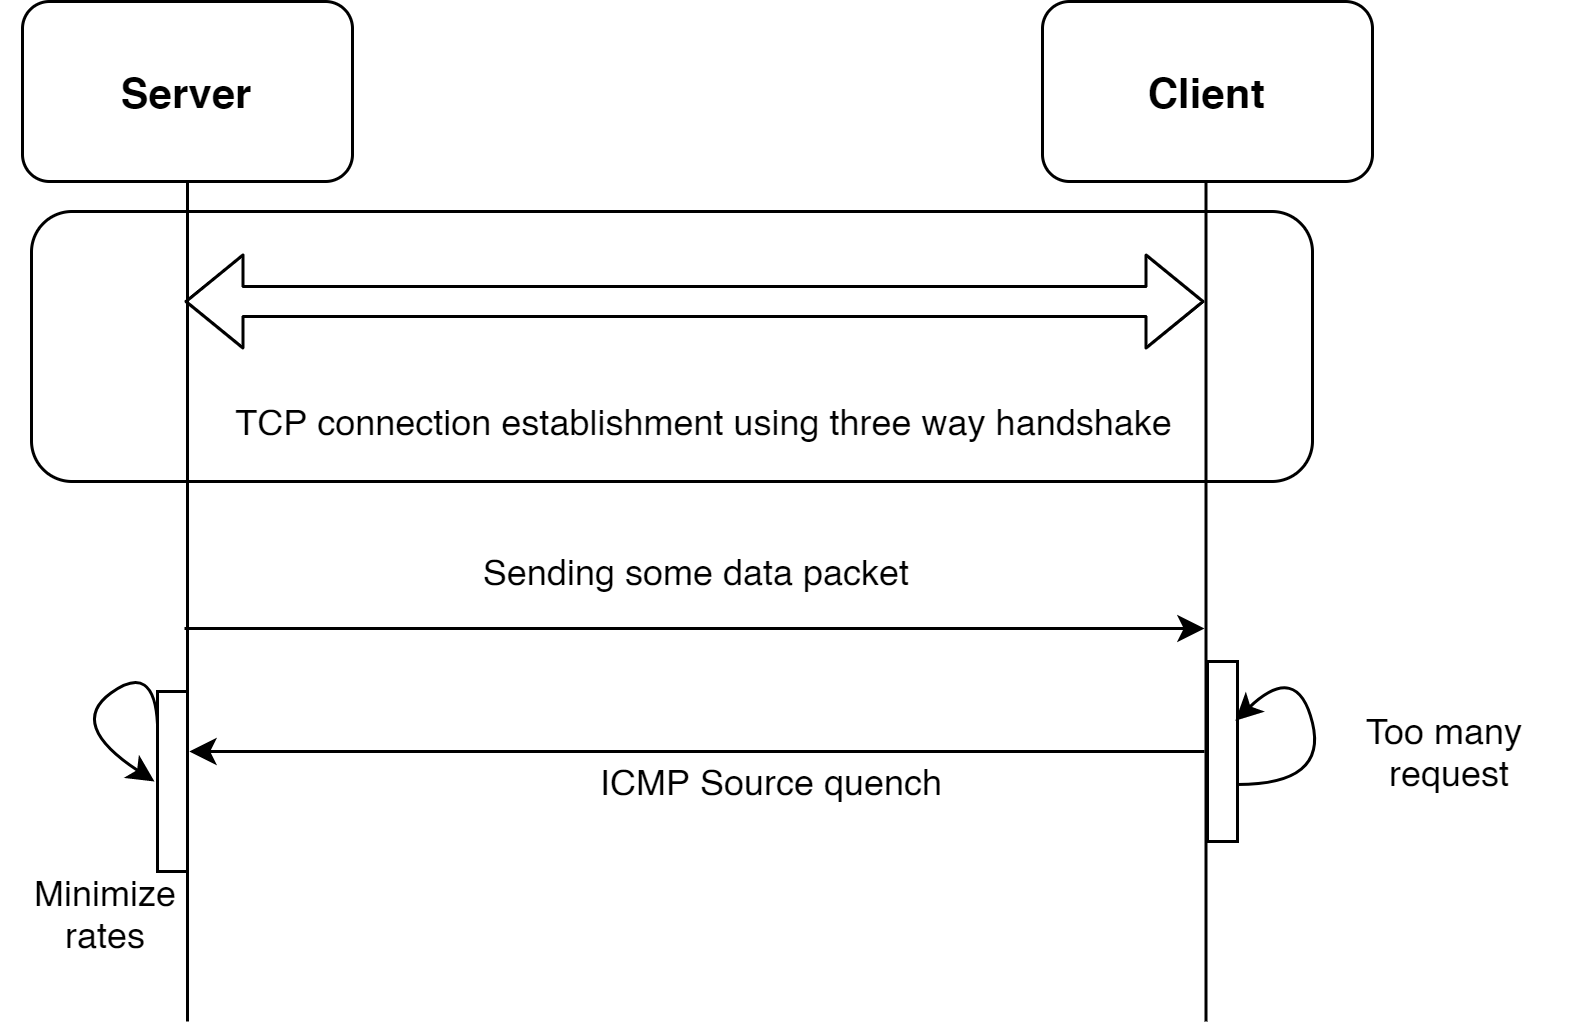 Server
Client
TCP connection establishment using three way handshake
Sending some data packet
Too many
request
ICMP Source quench
Minimize
rates